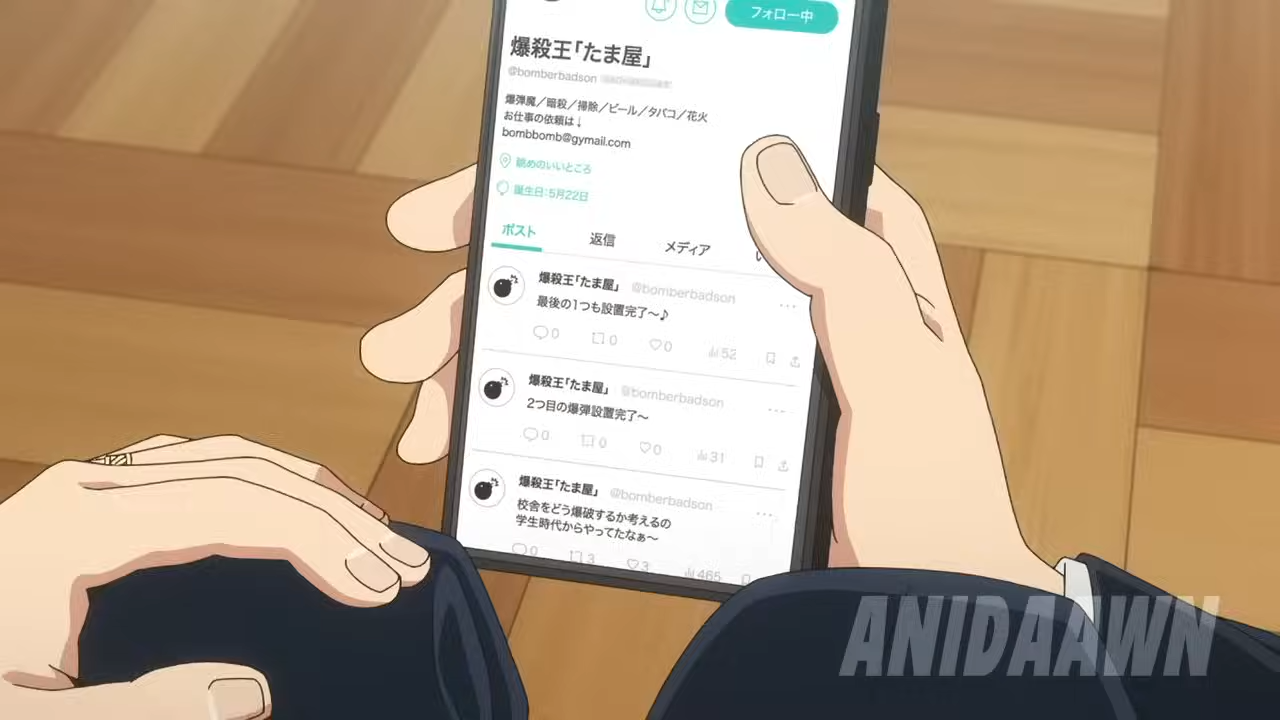 フォロー中
爆殺王「たま屋」
@bomberbadson
爆弾魔／暗殺／掃除／ビール／タバコ／花火
お仕事の依頼は↓
bombbomb@gymail.com
眺めのいいところ
誕生日:5月22日
ポスト 返信 メディア
爆殺王「たま屋」 @bomberbadson ...
最後の1つも設置完了〜♪
0 0 0 52
爆殺王「たま屋」 @bomberbadson ...
2つ目の爆弾設置完了〜
0 0 0 31
爆殺王「たま屋」 @bomberbadson ...
校舎をどう爆破するか考えるの
学生時代からやってたなぁ〜
0 3 3 465
ANIDAAWN